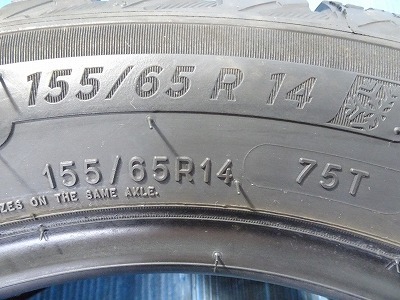 155/65 R 14
155/65R14 75T
ZES ON THE SAME AXLE.